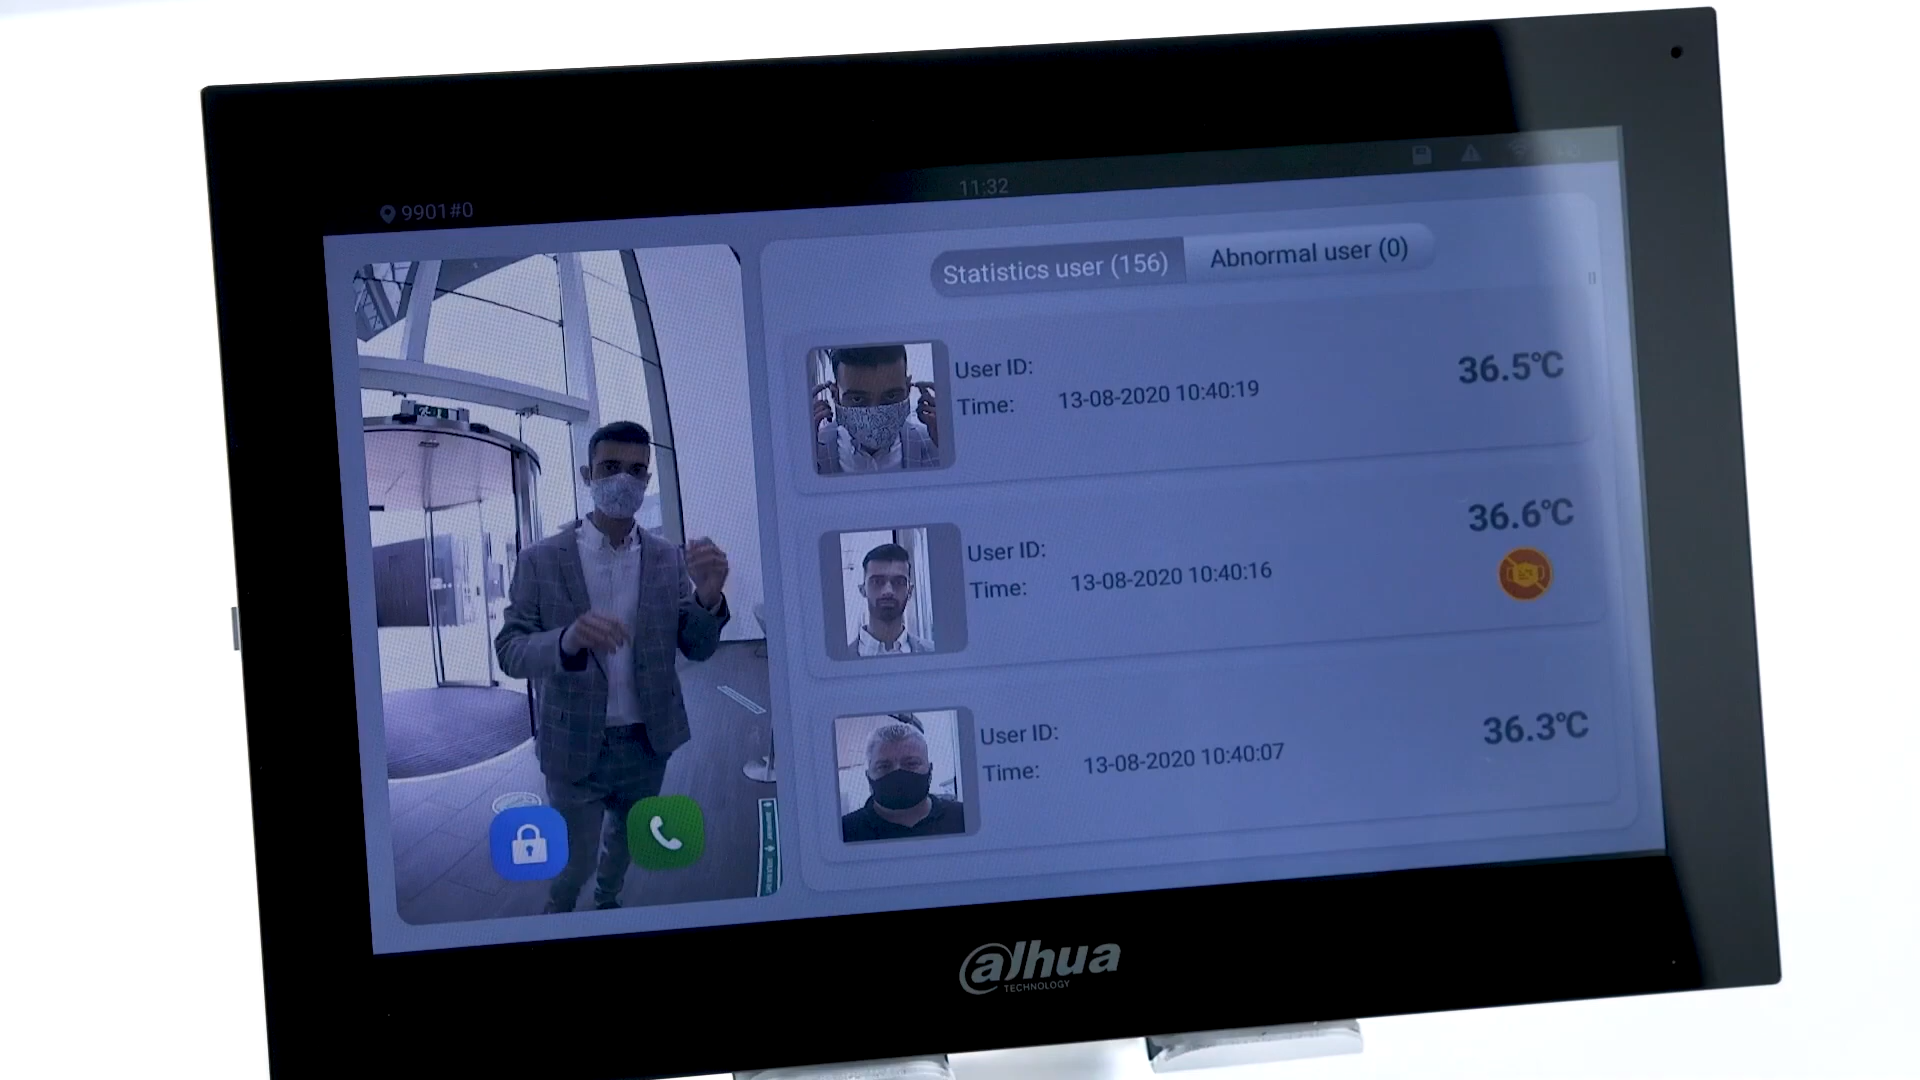 9901#0
11:32
Statistics user (156)
Abnormal user (0)
User ID:
Time: 13-08-2020 10:40:19
36.5℃
User ID:
Time: 13-08-2020 10:40:16
36.6℃
User ID:
Time: 13-08-2020 10:40:07
36.3℃
alhua
TECHNOLOGY